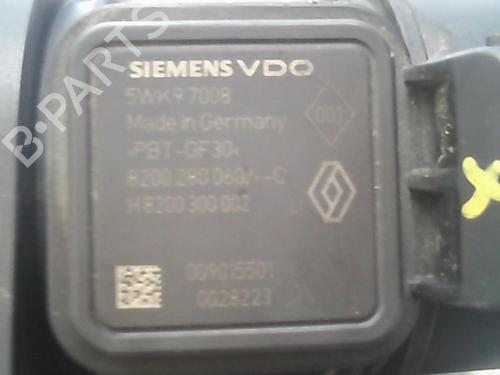 B-PARTS
SIEMENS VDO
5WK9 7008
001
Made in Germany
>PBT-GF30<
8200 280 060/--C
H 8200 300 002
009015501
0028223